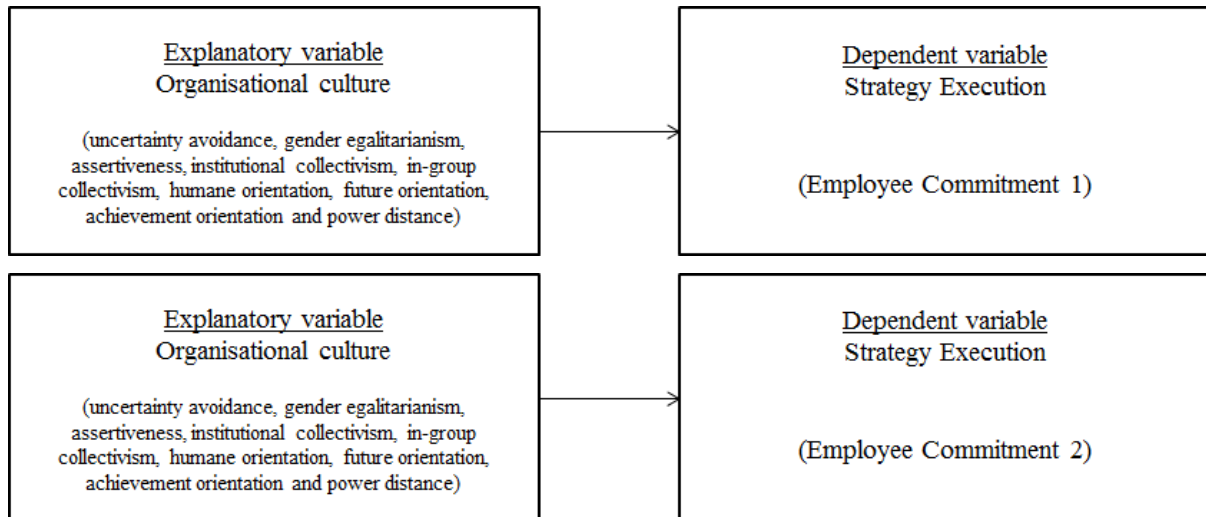 Explanatory variable
Organisational culture
(uncertainty avoidance, gender egalitarianism,
assertiveness, institutional collectivism, in-group
collectivism, humane orientation, future orientation,
achievement orientation and power distance)
Dependent variable
Strategy Execution
(Employee Commitment 1)
Explanatory variable
Organisational culture
(uncertainty avoidance, gender egalitarianism,
assertiveness, institutional collectivism, in-group
collectivism, humane orientation, future orientation,
achievement orientation and power distance)
Dependent variable
Strategy Execution
(Employee Commitment 2)